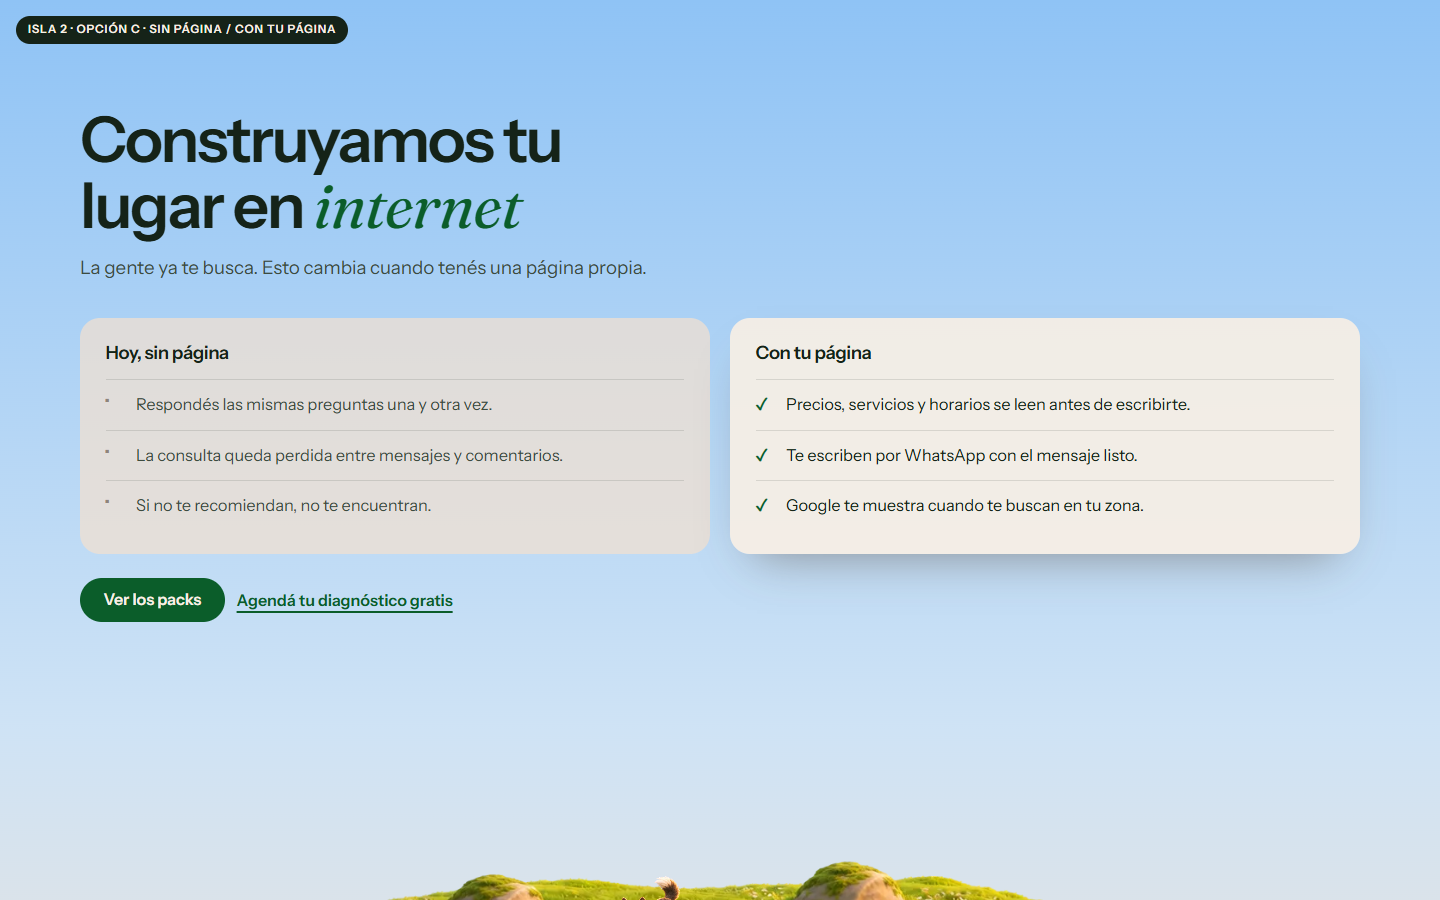 ISLA 2 · OPCIÓN C · SIN PÁGINA / CON TU PÁGINA
Construyamos tu
lugar en internet
La gente ya te busca. Esto cambia cuando tenés una página propia.
Hoy, sin página
Respondés las mismas preguntas una y otra vez.
La consulta queda perdida entre mensajes y comentarios.
Si no te recomiendan, no te encuentran.
Con tu página
✓ Precios, servicios y horarios se leen antes de escribirte.
✓ Te escriben por WhatsApp con el mensaje listo.
✓ Google te muestra cuando te buscan en tu zona.
Ver los packs
Agendá tu diagnóstico gratis